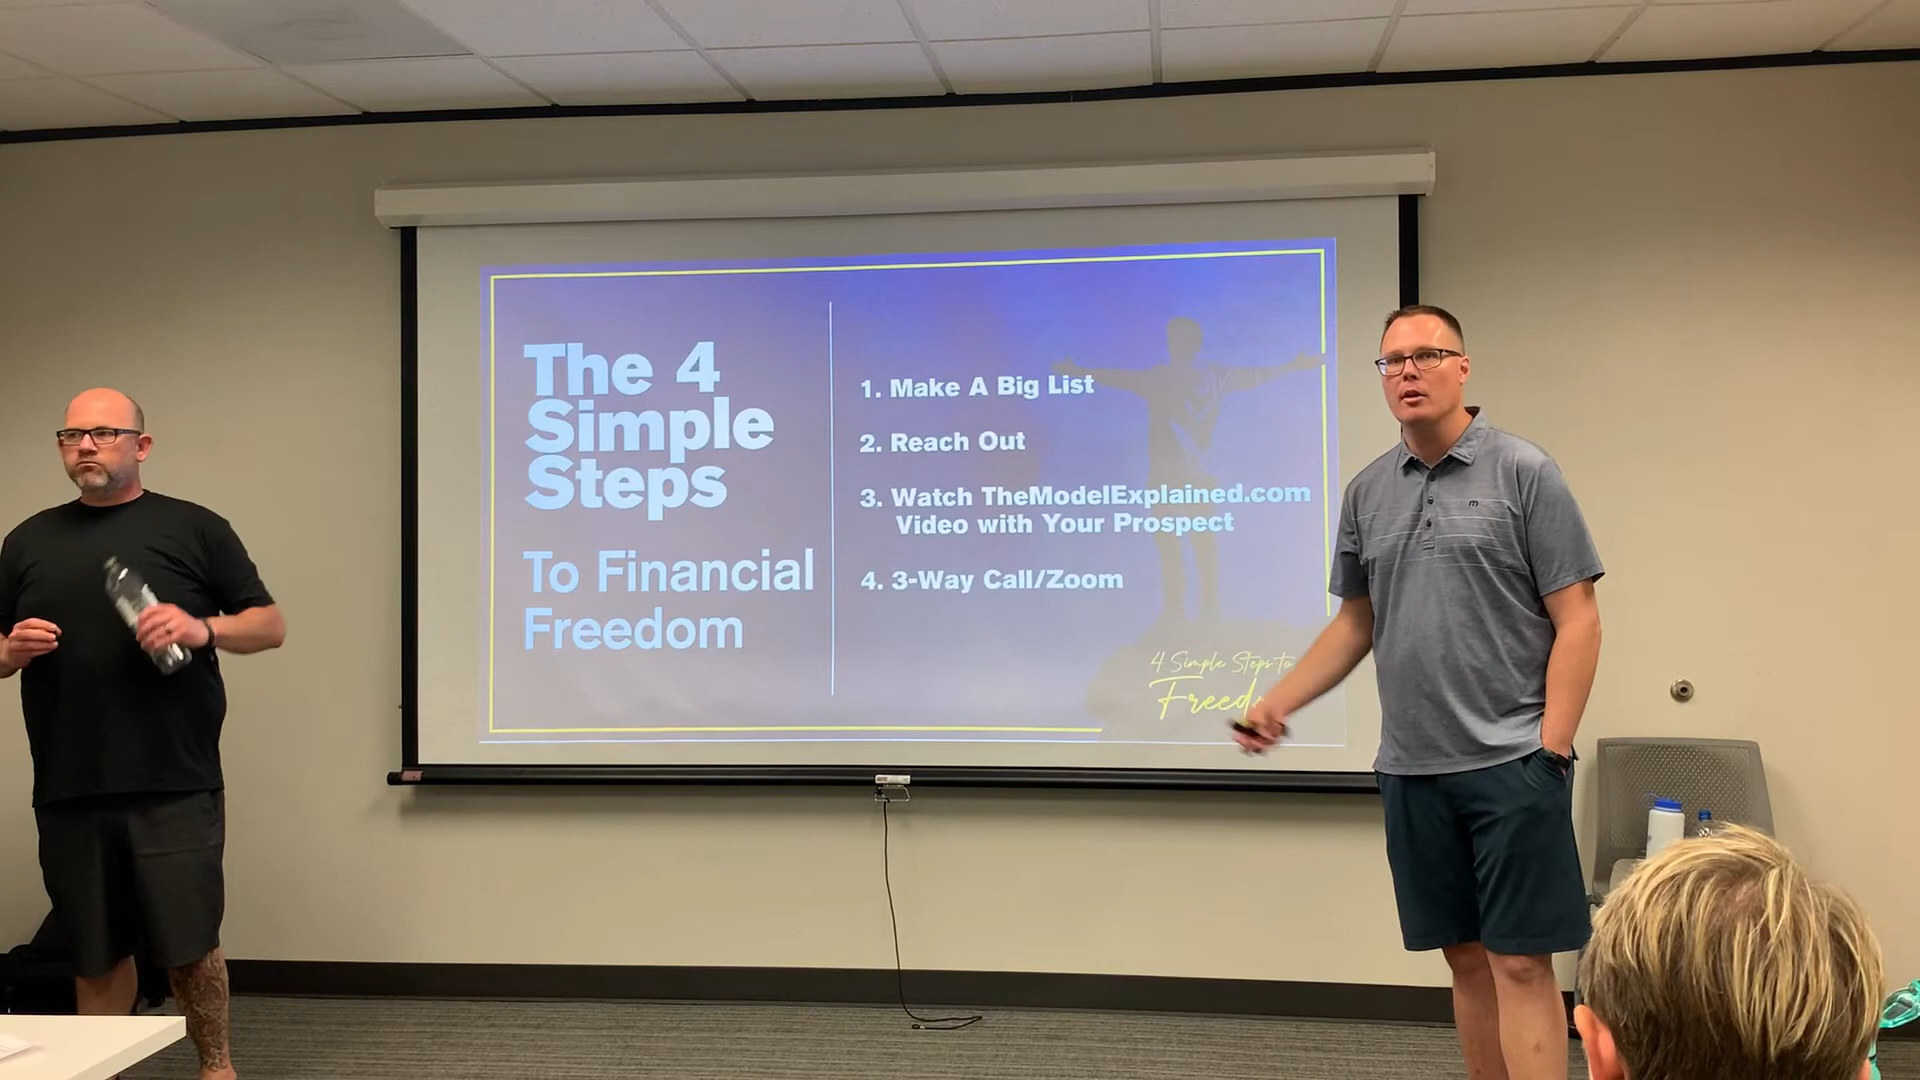 The 4
Simple
Steps
To Financial
Freedom
1. Make A Big List
2. Reach Out
3. Watch TheModelExplained.com
Video with Your Prospect
4. 3-Way Call/Zoom
4 Simple Steps to